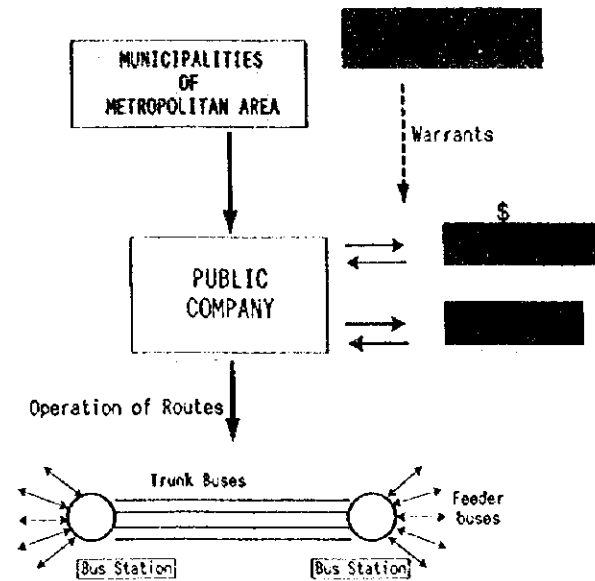 MUNICIPALITIES
OF
METROPOLITAN AREA
Warrants
$
PUBLIC
COMPANY
Operation of Routes
Trunk Buses
Feeder
buses
Bus Station
Bus Station